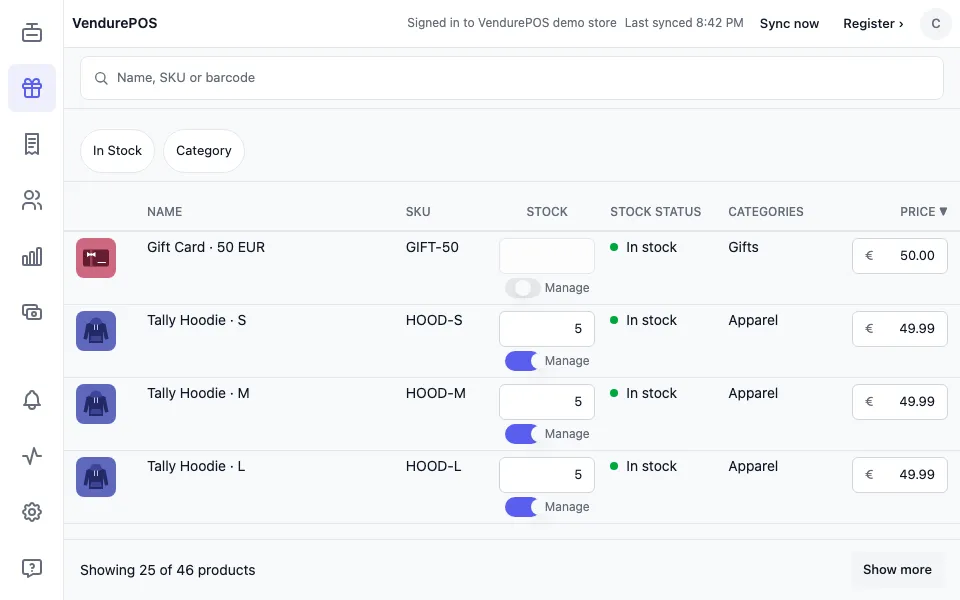 VendurePOS
Signed in to VendurePOS demo store Last synced 8:42 PM Sync now Register › C
Name, SKU or barcode
In Stock Category
NAME SKU STOCK STOCK STATUS CATEGORIES PRICE ▼
Gift Card · 50 EUR GIFT-50 In stock Gifts € 50.00
Manage
Tally Hoodie · S HOOD-S 5 In stock Apparel € 49.99
Manage
Tally Hoodie · M HOOD-M 5 In stock Apparel € 49.99
Manage
Tally Hoodie · L HOOD-L 5 In stock Apparel € 49.99
Manage
Showing 25 of 46 products Show more